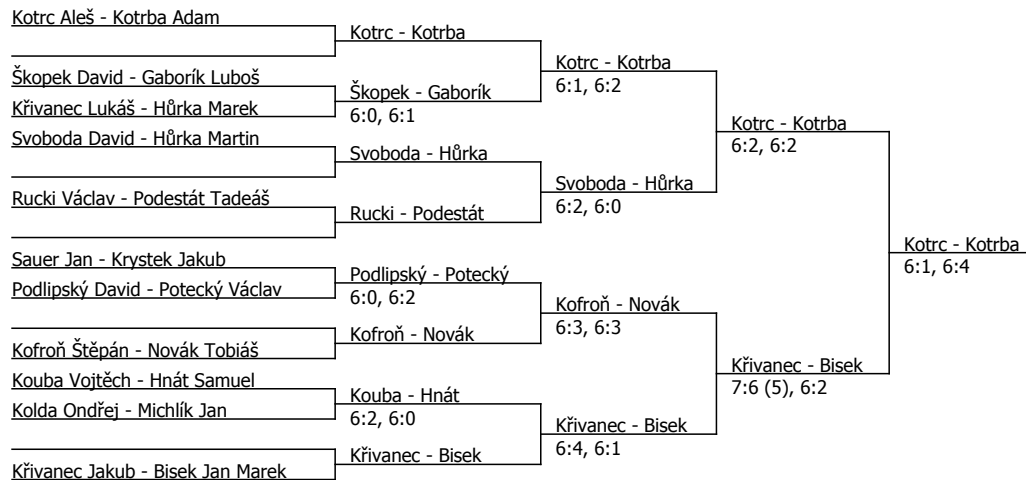 Kotrc Aleš - Kotrba Adam
Škopek David - Gaborík Luboš
Křivanec Lukáš - Hůrka Marek
Svoboda David - Hůrka Martin
Rucki Václav - Podestát Tadeáš
Sauer Jan - Krystek Jakub
Podlipský David - Potecký Václav
Kofroň Štěpán - Novák Tobiáš
Kouba Vojtěch - Hnát Samuel
Kolda Ondřej - Michlík Jan
Křivanec Jakub - Bisek Jan Marek
Kotrc - Kotrba
Škopek - Gaborík
6:0, 6:1
Svoboda - Hůrka
Rucki - Podestát
Podlipský - Potecký
6:0, 6:2
Kofroň - Novák
Kouba - Hnát
6:2, 6:0
Křivanec - Bisek
Kotrc - Kotrba
6:1, 6:2
Svoboda - Hůrka
6:2, 6:0
Kofroň - Novák
6:3, 6:3
Křivanec - Bisek
6:4, 6:1
Kotrc - Kotrba
6:2, 6:2
Křivanec - Bisek
7:6 (5), 6:2
Kotrc - Kotrba
6:1, 6:4